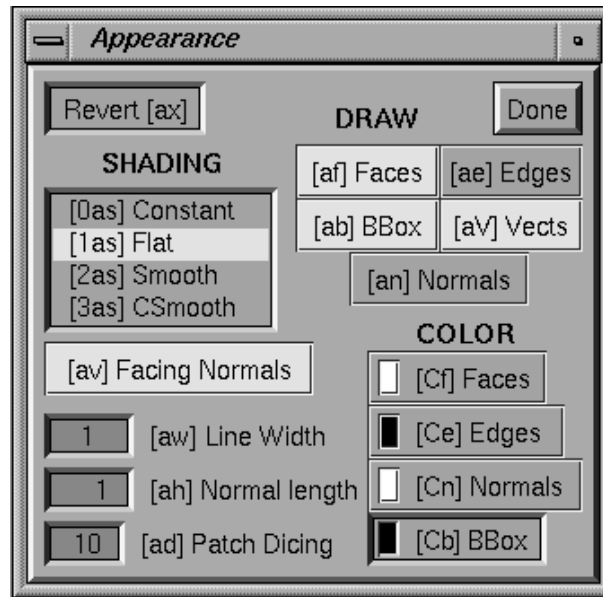 Appearance
Revert [ax]
Done
DRAW
SHADING
[af] Faces
[ae] Edges
[0as] Constant
[1as] Flat
[2as] Smooth
[3as] CSmooth
[ab] BBox
[aV] Vects
[an] Normals
COLOR
[av] Facing Normals
[Cf] Faces
1 [aw] Line Width
[Ce] Edges
1 [ah] Normal length
[Cn] Normals
10 [ad] Patch Dicing
[Cb] BBox